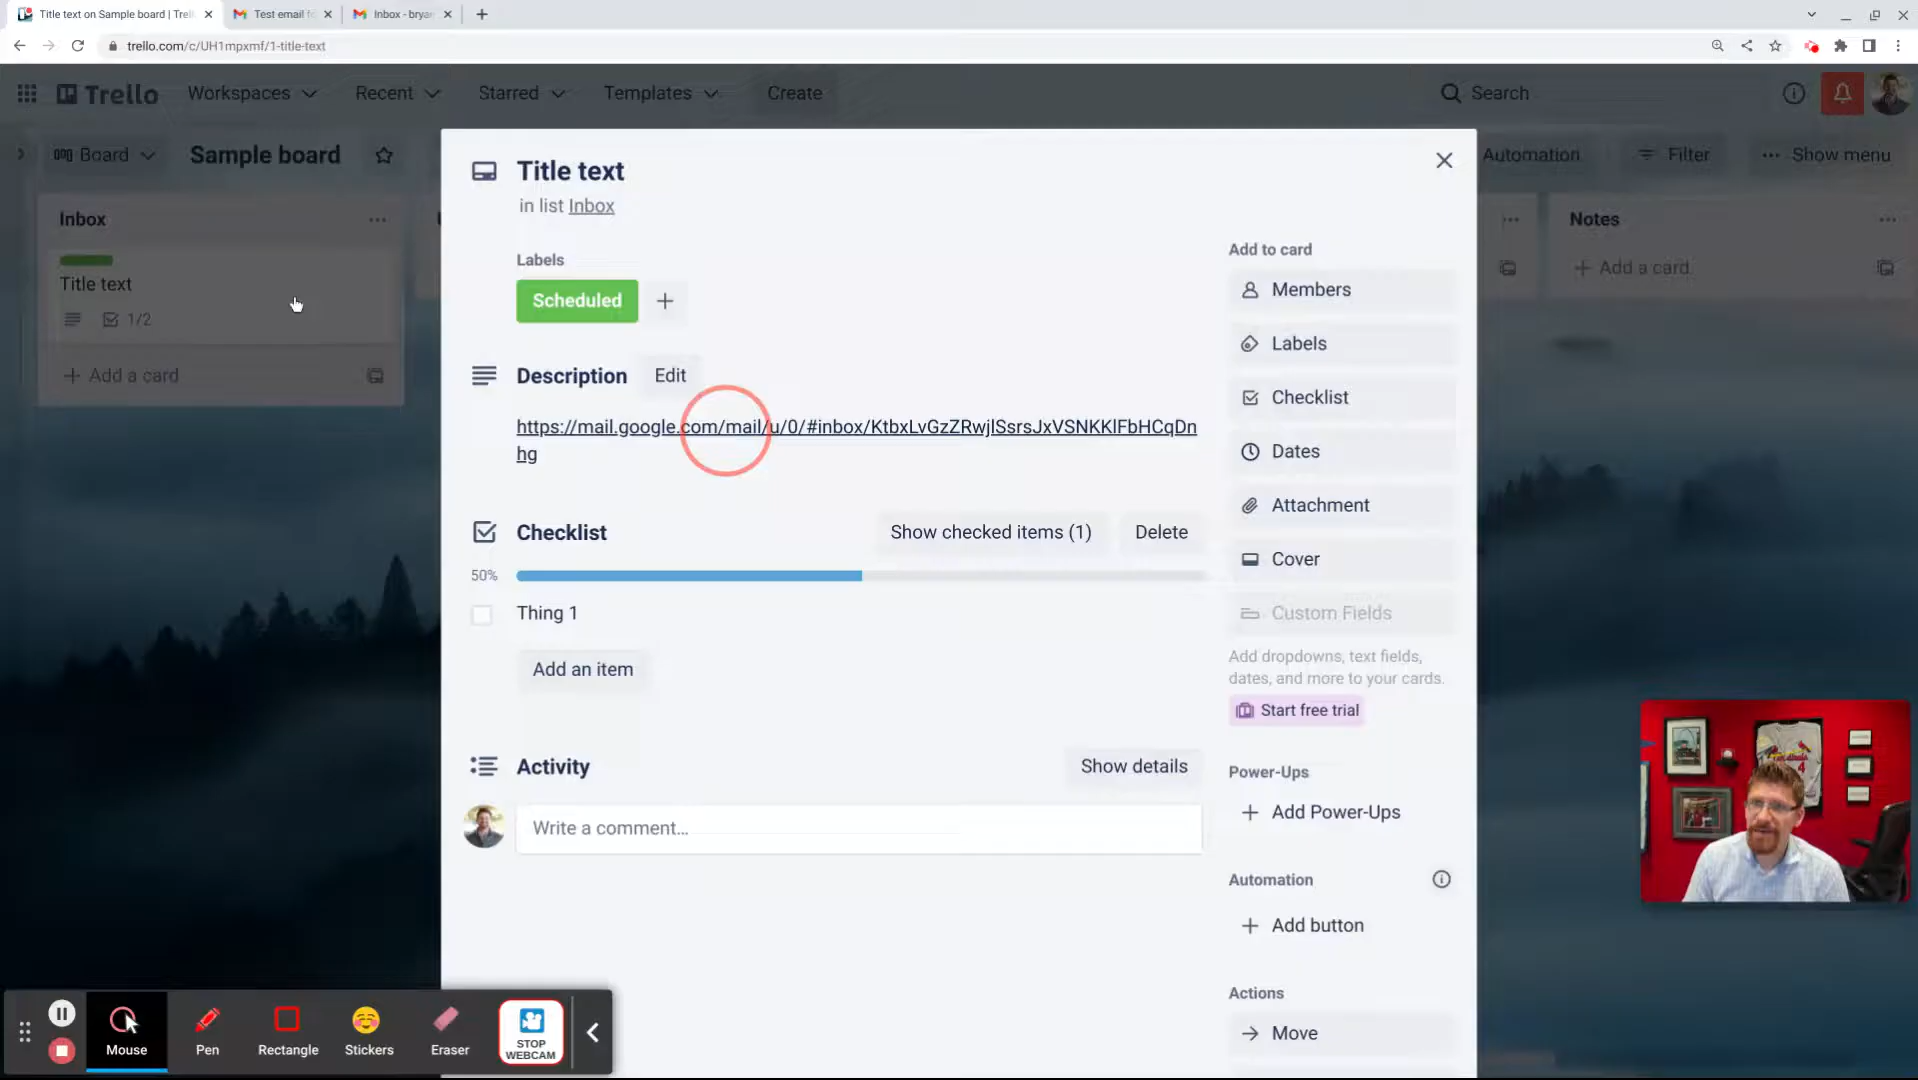 Title text on Sample board | Trel
Test email fo
Inbox - brya
trello.com/c/UH1mpxmf/1-title-text
Trello
Workspaces
Recent
Starred
Templates
Create
Search
Board
Sample board
Automation
Filter
Show menu
Inbox
Title text
1/2
Add a card
Title text
in list Inbox
Labels
Scheduled
Description
Edit
https://mail.google.com/mail/u/0/#inbox/KtbxLvGzZRwjlSsrsJxVSNKKlFbHCqDn
hg
Checklist
Show checked items (1)
Delete
50%
Thing 1
Add an item
Activity
Show details
Write a comment…
Add to card
Members
Labels
Checklist
Dates
Attachment
Cover
Custom Fields
Add dropdowns, text fields,
dates, and more to your cards.
Start free trial
Power-Ups
Add Power-Ups
Automation
Add button
Actions
Move
Notes
Add a card
Mouse
Pen
Rectangle
Stickers
Eraser
STOP
WEBCAM